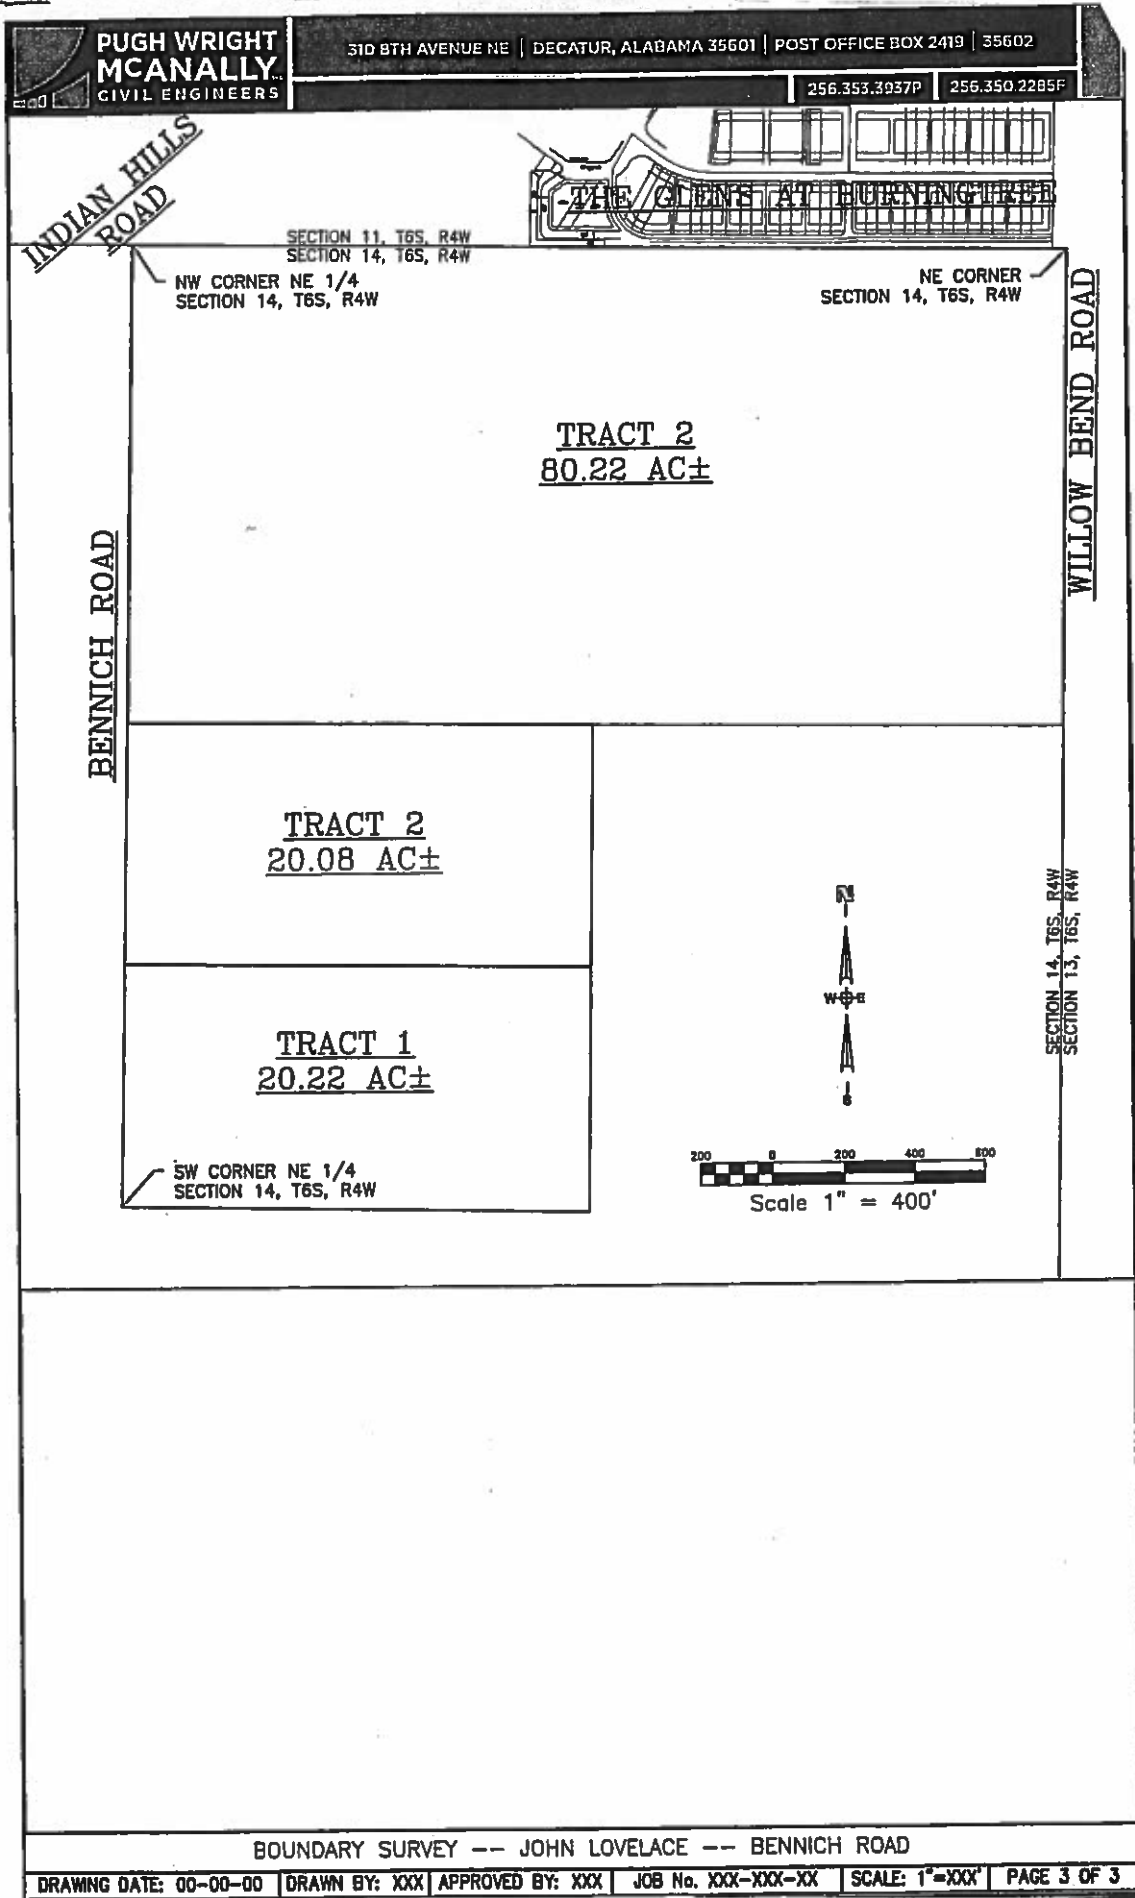 PUGH WRIGHT
MCANALLY
CIVIL ENGINEERS
310 8TH AVENUE NE | DECATUR, ALABAMA 35601 | POST OFFICE BOX 2419 | 35602
256.353.3937P | 256.350.2285F
INDIAN HILLS
ROAD
THE GLENS AT BURNINGTREE
SECTION 11, T6S, R4W
SECTION 14, T6S, R4W
NW CORNER NE 1/4
SECTION 14, T6S, R4W
NE CORNER
SECTION 14, T6S, R4W
WILLOW BEND ROAD
TRACT 2
80.22 AC±
BENNICH ROAD
TRACT 2
20.08 AC±
SECTION 14, T6S, R4W
SECTION 13, T6S, R4W
N
W E
S
TRACT 1
20.22 AC±
SW CORNER NE 1/4
SECTION 14, T6S, R4W
200 0 200 400 800
Scale 1" = 400'
BOUNDARY SURVEY -- JOHN LOVELACE -- BENNICH ROAD
DRAWING DATE: 00-00-00 DRAWN BY: XXX APPROVED BY: XXX JOB No. XXX-XXX-XX SCALE: 1"=XXX' PAGE 3 OF 3